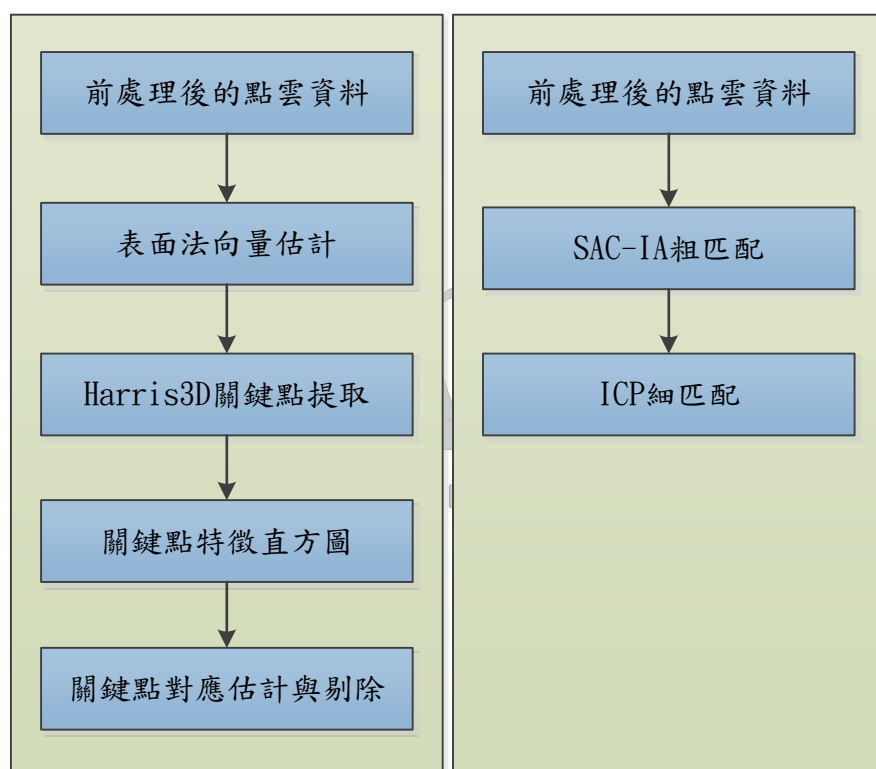 前處理後的點雲資料
表面法向量估計
Harris3D關鍵點提取
關鍵點特徵直方圖
關鍵點對應估計與剔除
前處理後的點雲資料
SAC-IA粗匹配
ICP細匹配